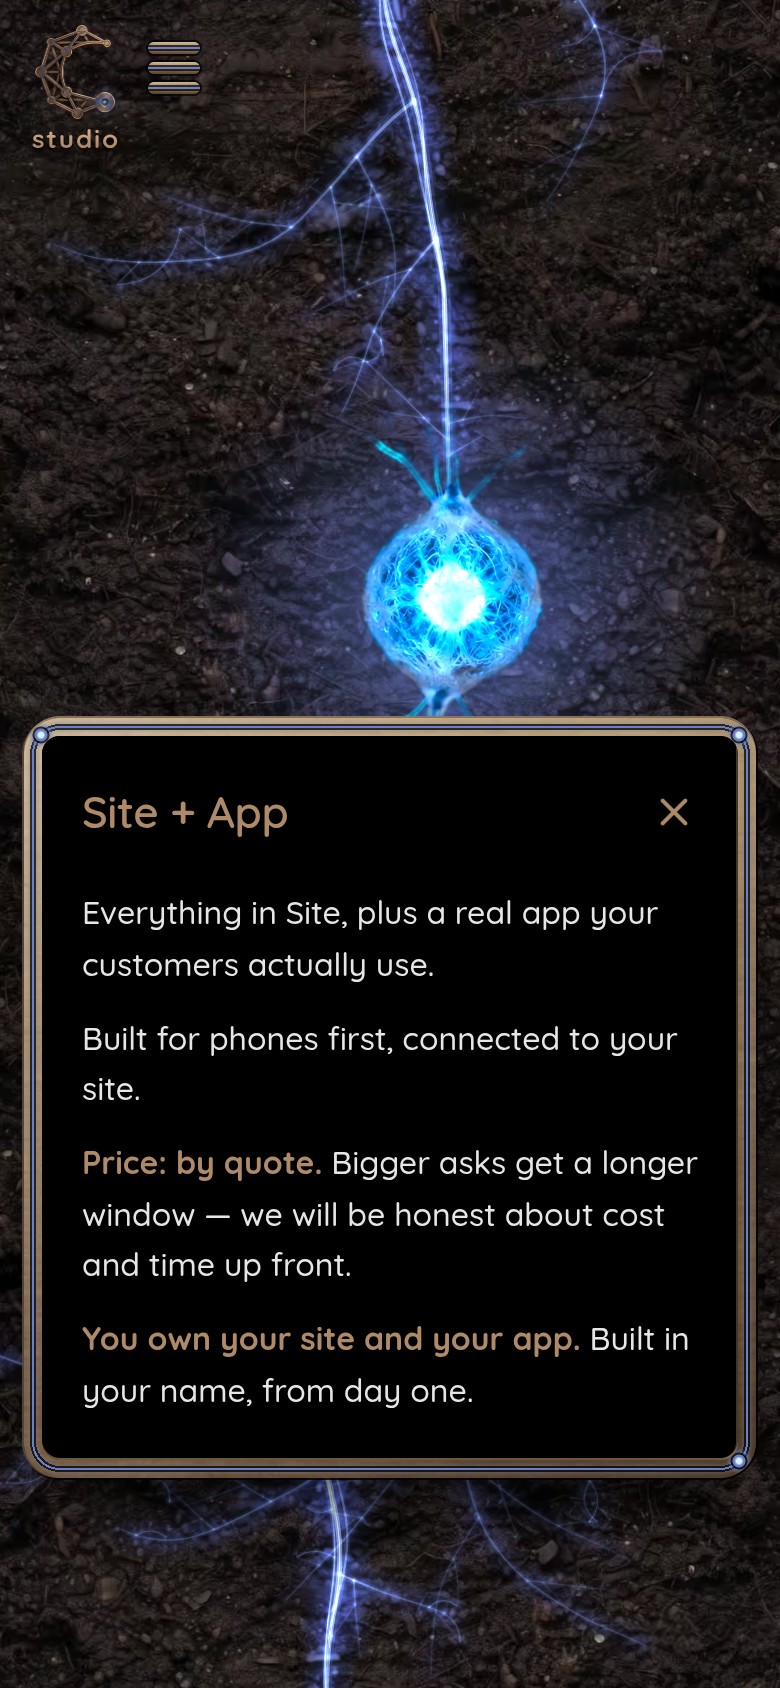 studio
Site + App
Everything in Site, plus a real app your
customers actually use.
Built for phones first, connected to your
site.
Price: by quote. Bigger asks get a longer
window — we will be honest about cost
and time up front.
You own your site and your app. Built in
your name, from day one.